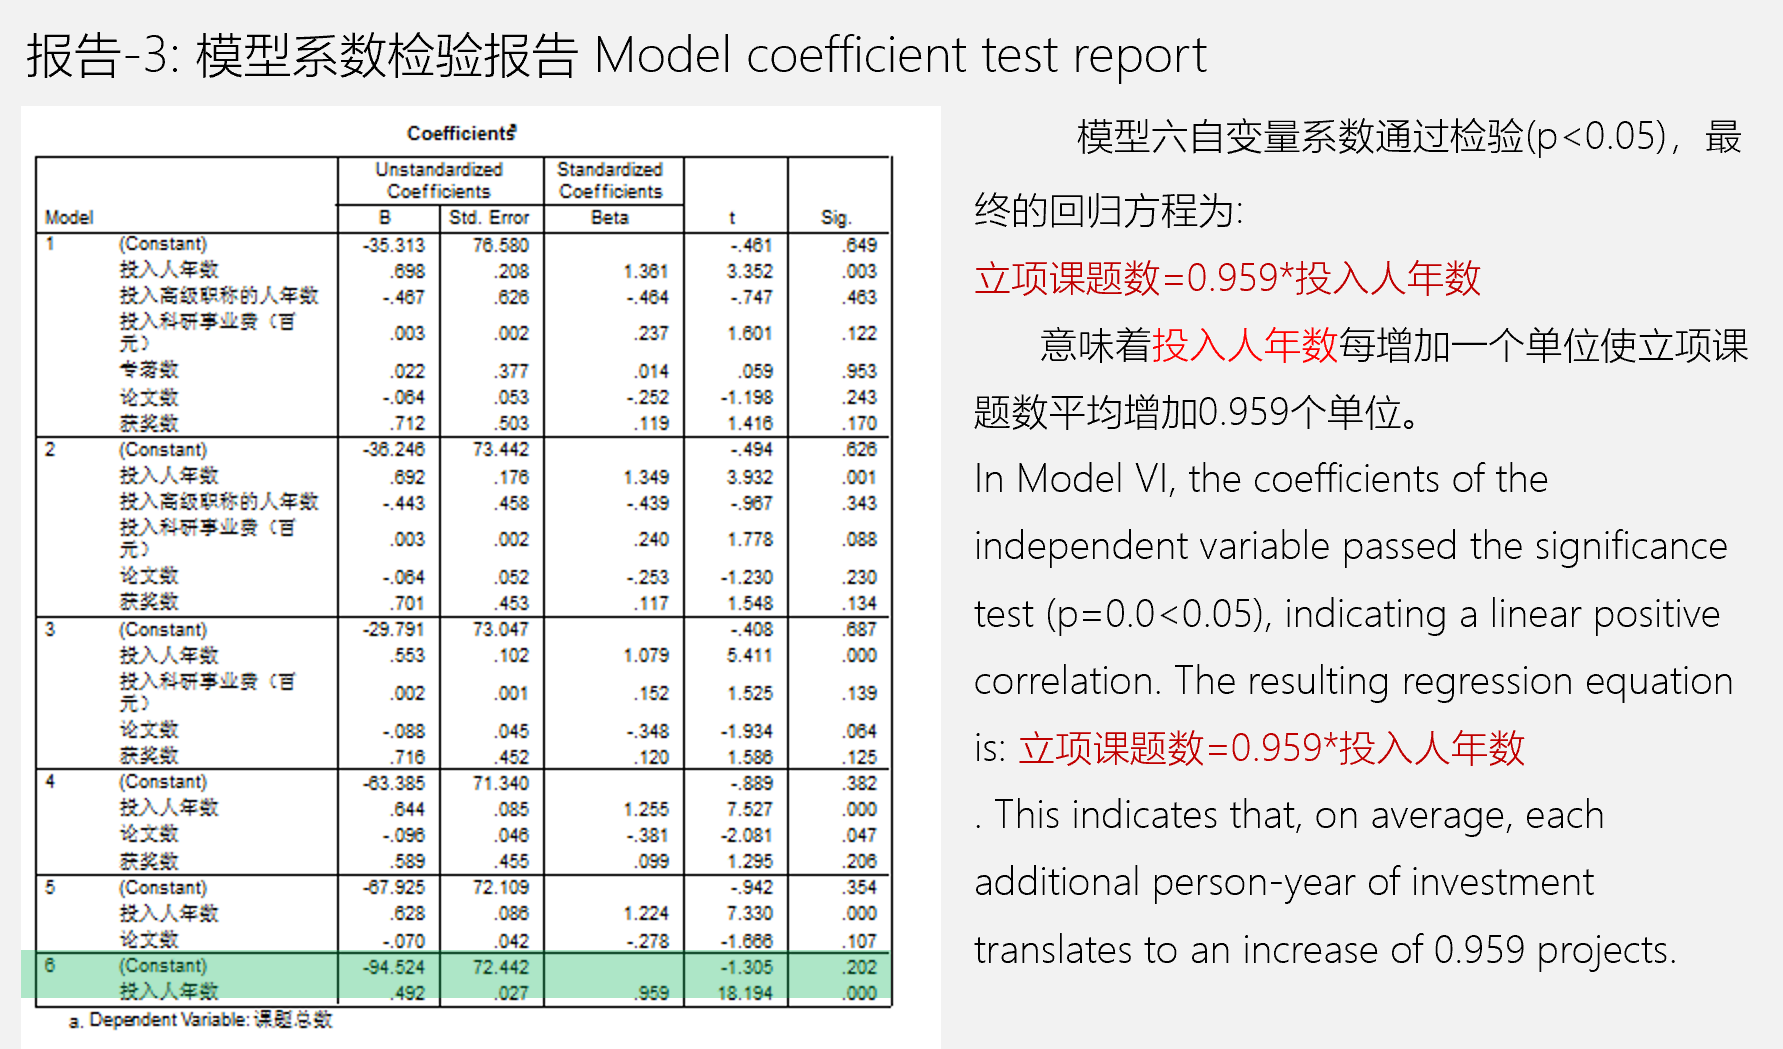 报告-3: 模型系数检验报告 Model coefficient test report
Coefficientsª
Unstandardized Coefficients Standardized Coefficients
Model B Std. Error Beta t Sig.
1 (Constant) -35.313 76.580 -.461 .649
投入人年数 .698 .208 1.361 3.352 .003
投入高级职称的人年数 -.467 .626 -.464 -.747 .463
投入科研事业费（百元） .003 .002 .237 1.601 .122
专著数 .022 .377 .014 .059 .953
论文数 -.064 .053 -.252 -1.198 .243
获奖数 .712 .503 .119 1.416 .170
2 (Constant) -36.246 73.442 -.494 .626
投入人年数 .692 .176 1.349 3.932 .001
投入高级职称的人年数 -.443 .458 -.439 -.967 .343
投入科研事业费（百元） .003 .002 .240 1.778 .088
论文数 -.064 .052 -.253 -1.230 .230
获奖数 .701 .453 .117 1.548 .134
3 (Constant) -29.791 73.047 -.408 .687
投入人年数 .553 .102 1.079 5.411 .000
投入科研事业费（百元） .002 .001 .152 1.525 .139
论文数 -.088 .045 -.348 -1.934 .064
获奖数 .716 .452 .120 1.586 .125
4 (Constant) -63.385 71.340 -.889 .382
投入人年数 .644 .085 1.255 7.527 .000
论文数 -.096 .046 -.381 -2.081 .047
获奖数 .589 .455 .099 1.295 .206
5 (Constant) -67.925 72.109 -.942 .354
投入人年数 .628 .086 1.224 7.330 .000
论文数 -.070 .042 -.278 -1.666 .107
6 (Constant) -94.524 72.442 -1.305 .202
投入人年数 .492 .027 .959 18.194 .000
a. Dependent Variable: 课题总数
模型六自变量系数通过检验(p<0.05)，最
终的回归方程为:
立项课题数=0.959*投入人年数
意味着投入人年数每增加一个单位使立项课
题数平均增加0.959个单位。
In Model VI, the coefficients of the
independent variable passed the significance
test (p=0.0<0.05), indicating a linear positive
correlation. The resulting regression equation
is: 立项课题数=0.959*投入人年数
. This indicates that, on average, each
additional person-year of investment
translates to an increase of 0.959 projects.